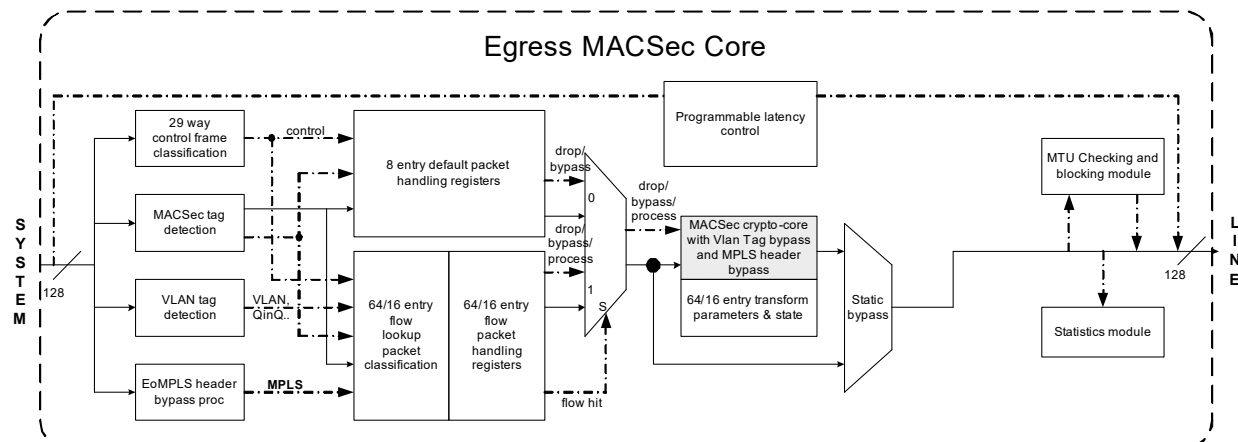 Egress MACSec Core
29 way
control frame
classification
control
8 entry default packet
handling registers
Programmable latency
control
drop/
bypass
MTU Checking and
blocking module
MACSec tag
detection
0
drop/
bypass/
process
drop/
bypass/
process
MACSec crypto-core
with Vlan Tag bypass
and MPLS header
bypass
SYSTEM
128
LINE
128
VLAN tag
detection
VLAN,
QinQ..
64/16 entry
flow
lookup
packet
classification
64/16 entry
flow
packet
handling
registers
1
S
64/16 entry transform
parameters & state
Static
bypass
Statistics module
EoMPLS header
bypass proc
MPLS
flow hit